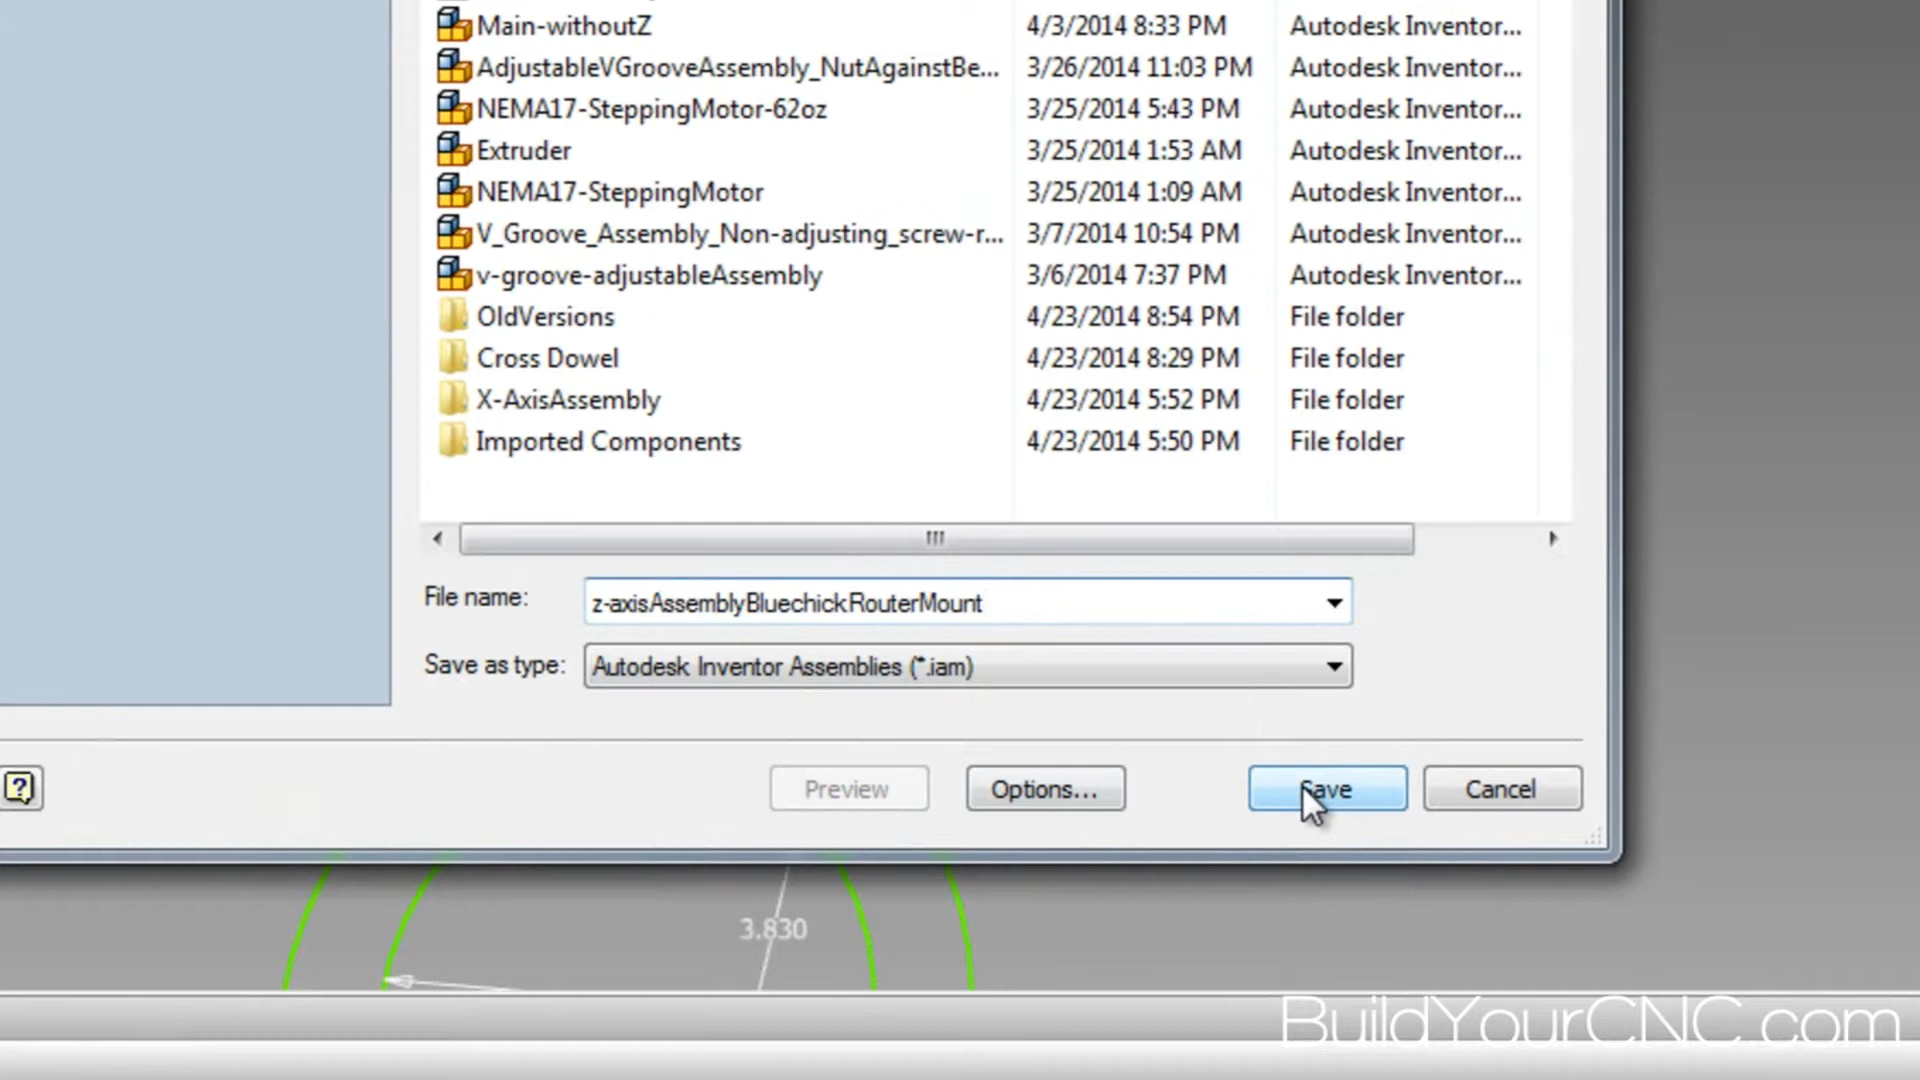 Main-withoutZ 4/3/2014 8:33 PM Autodesk Inventor...
AdjustableVGrooveAssembly_NutAgainstBe... 3/26/2014 11:03 PM Autodesk Inventor...
NEMA17-SteppingMotor-62oz 3/25/2014 5:43 PM Autodesk Inventor...
Extruder 3/25/2014 1:53 AM Autodesk Inventor...
NEMA17-SteppingMotor 3/25/2014 1:09 AM Autodesk Inventor...
V_Groove_Assembly_Non-adjusting_screw-r... 3/7/2014 10:54 PM Autodesk Inventor...
v-groove-adjustableAssembly 3/6/2014 7:37 PM Autodesk Inventor...
OldVersions 4/23/2014 8:54 PM File folder
Cross Dowel 4/23/2014 8:29 PM File folder
X-AxisAssembly 4/23/2014 5:52 PM File folder
Imported Components 4/23/2014 5:50 PM File folder
File name: z-axisAssemblyBluechickRouterMount
Save as type: Autodesk Inventor Assemblies (*.iam)
? Preview Options... Save Cancel
3.830
BuildYourCNC.com